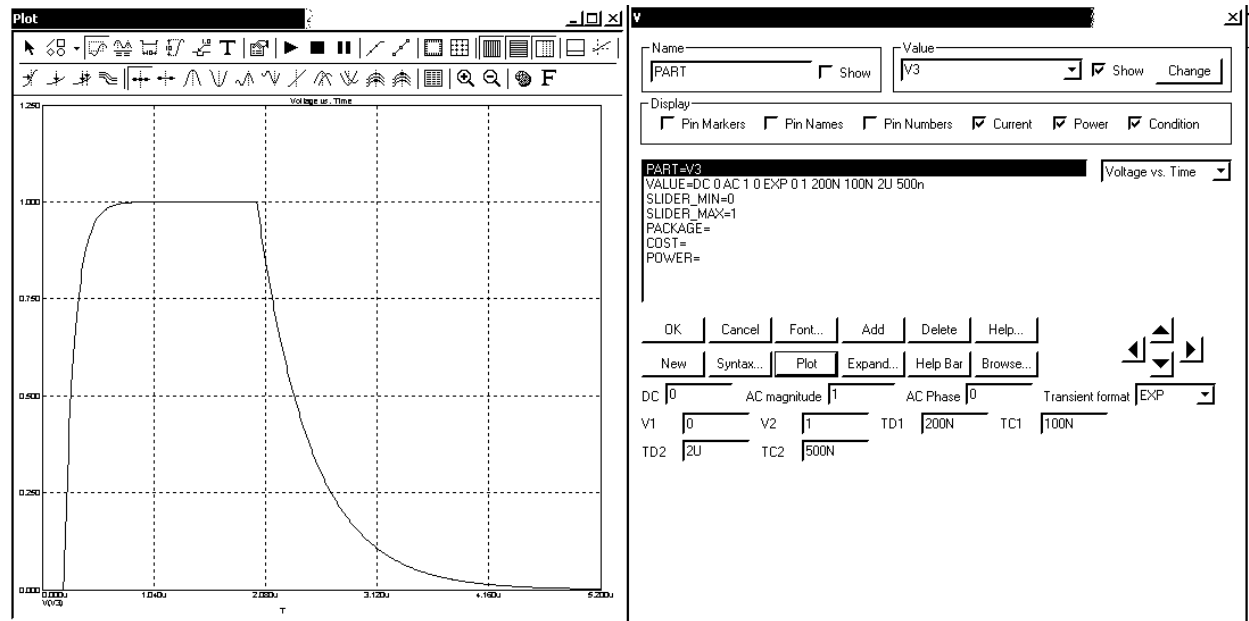 Plot
T
F
Voltage vs. Time
1.250
1.000
0.750
0.500
0.250
0.000
0.000u 1.040u 2.080u 3.120u 4.160u 5.200u
V(V3)
T
V
Name
PART Show
Value
V3 Show Change
Display
Pin Markers Pin Names Pin Numbers Current Power Condition
PART=V3
VALUE=DC 0 AC 1 0 EXP 0 1 200N 100N 2U 500n
SLIDER_MIN=0
SLIDER_MAX=1
PACKAGE=
COST=
POWER=
Voltage vs. Time
OK Cancel Font... Add Delete Help...
New Syntax... Plot Expand... Help Bar Browse...
DC 0 AC magnitude 1 AC Phase 0 Transient format EXP
V1 0 V2 1 TD1 200N TC1 100N
TD2 2U TC2 500N